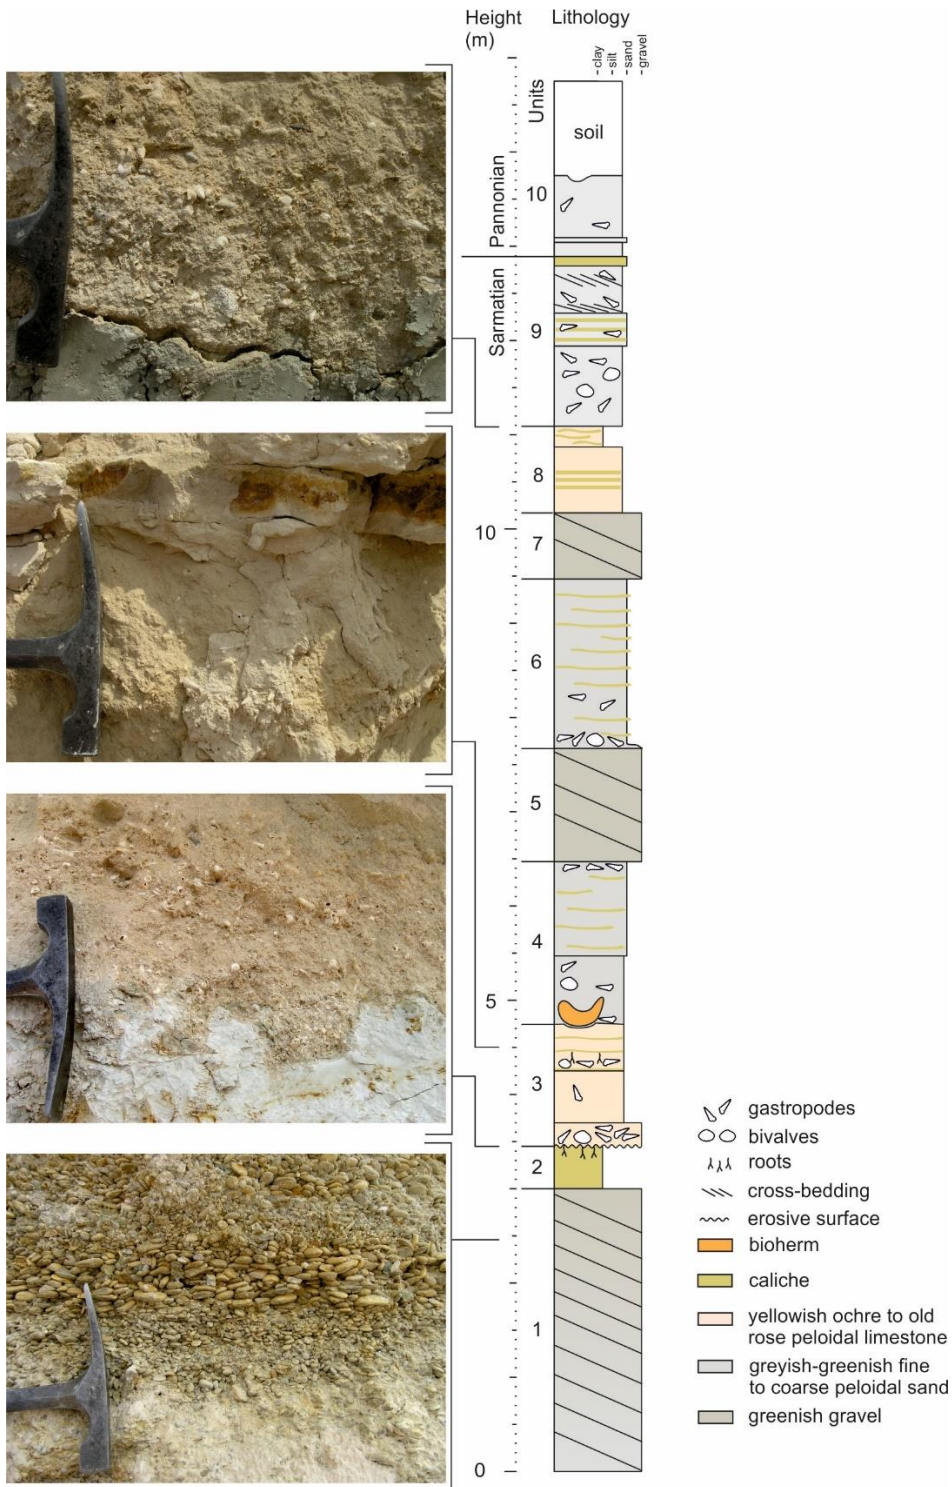 Height
(m)
Lithology
clay
silt
sand
gravel
Units
soil
Pannonian
10
Sarmatian
9
8
10
7
6
5
4
5
3
2
1
0
gastropodes
bivalves
roots
cross-bedding
erosive surface
bioherm
caliche
yellowish ochre to old
rose peloidal limestone
greyish-greenish fine
to coarse peloidal sand
greenish gravel